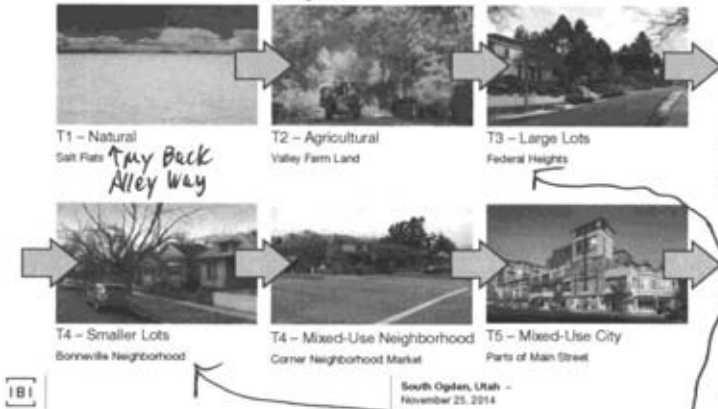 T1 – Natural
Salt Flats
↑my Back
Alley Way
T2 – Agricultural
Valley Farm Land
T3 – Large Lots
Federal Heights
T4 – Smaller Lots
Bonneville Neighborhood
T4 – Mixed-Use Neighborhood
Corner Neighborhood Market
T5 – Mixed-Use City
Parts of Main Street
IBI
South Ogden, Utah –
November 25, 2014